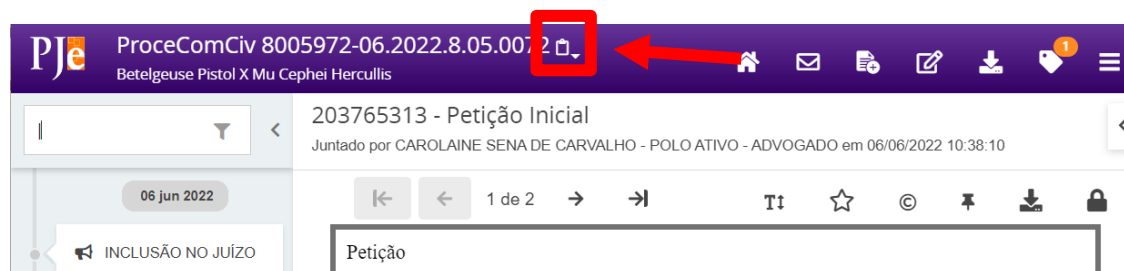 PJe
ProceComCiv 8005972-06.2022.8.05.0072
Betelgeuse Pistol X Mu Cephei Hercullis
1
203765313 - Petição Inicial
Juntado por CAROLAINE SENA DE CARVALHO - POLO ATIVO - ADVOGADO em 06/06/2022 10:38:10
06 jun 2022
1 de 2
T
©
INCLUSÃO NO JUÍZO
Petição